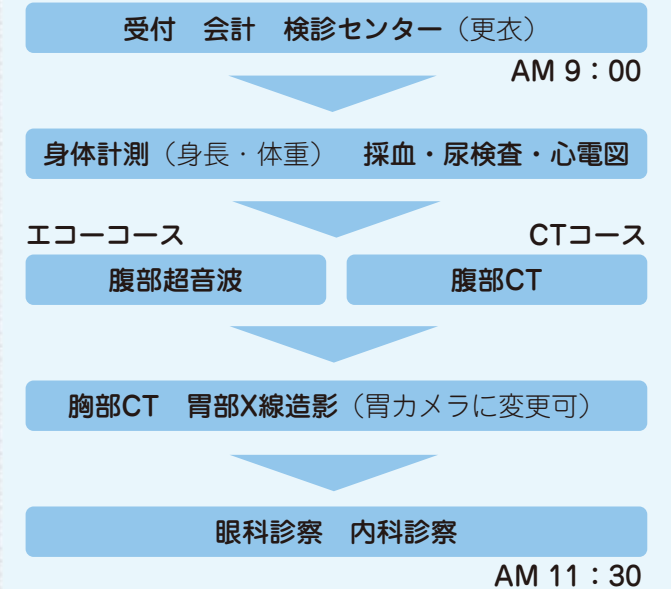 受付　会計　検診センター（更衣）
AM 9：00
身体計測（身長・体重）　採血・尿検査・心電図
エコーコース
CTコース
腹部超音波
腹部CT
胸部CT　胃部X線造影（胃カメラに変更可）
眼科診察　内科診察
AM 11：30